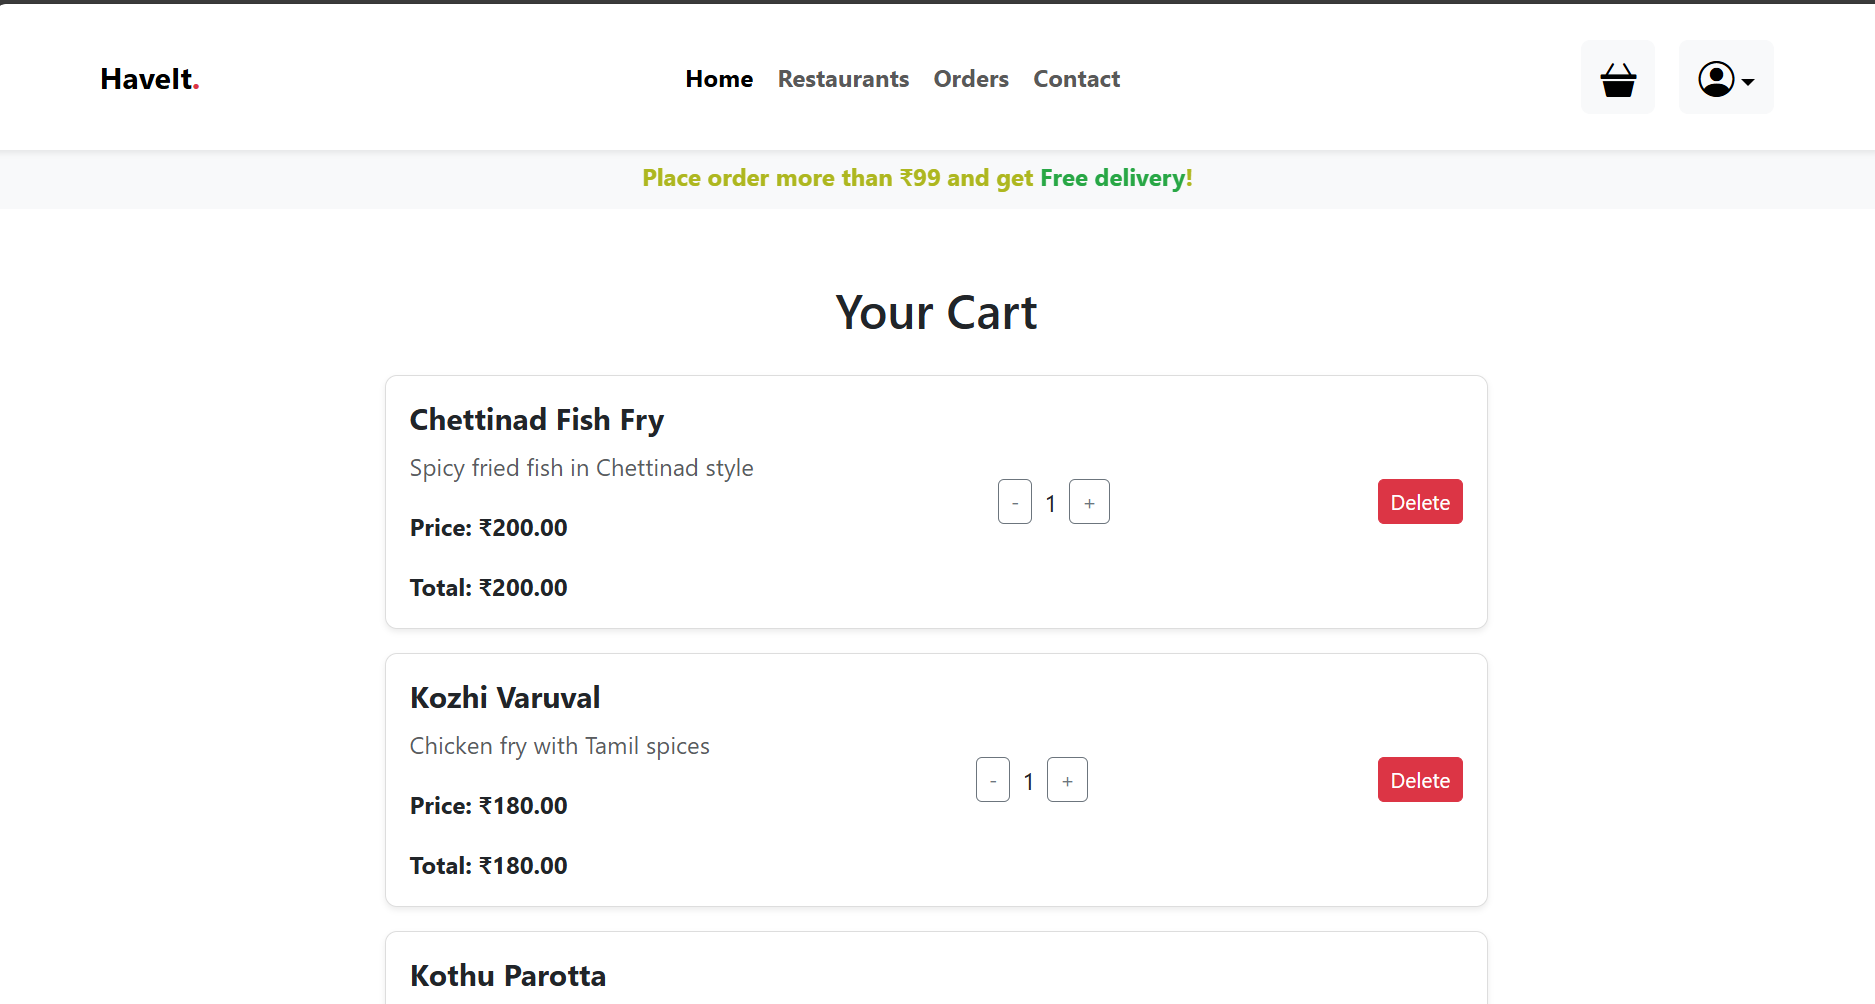 HaveIt.
Home Restaurants Orders Contact
Place order more than ₹99 and get Free delivery!
Your Cart
Chettinad Fish Fry
Spicy fried fish in Chettinad style
Price: ₹200.00
Total: ₹200.00
- 1 +
Delete
Kozhi Varuval
Chicken fry with Tamil spices
Price: ₹180.00
Total: ₹180.00
- 1 +
Delete
Kothu Parotta